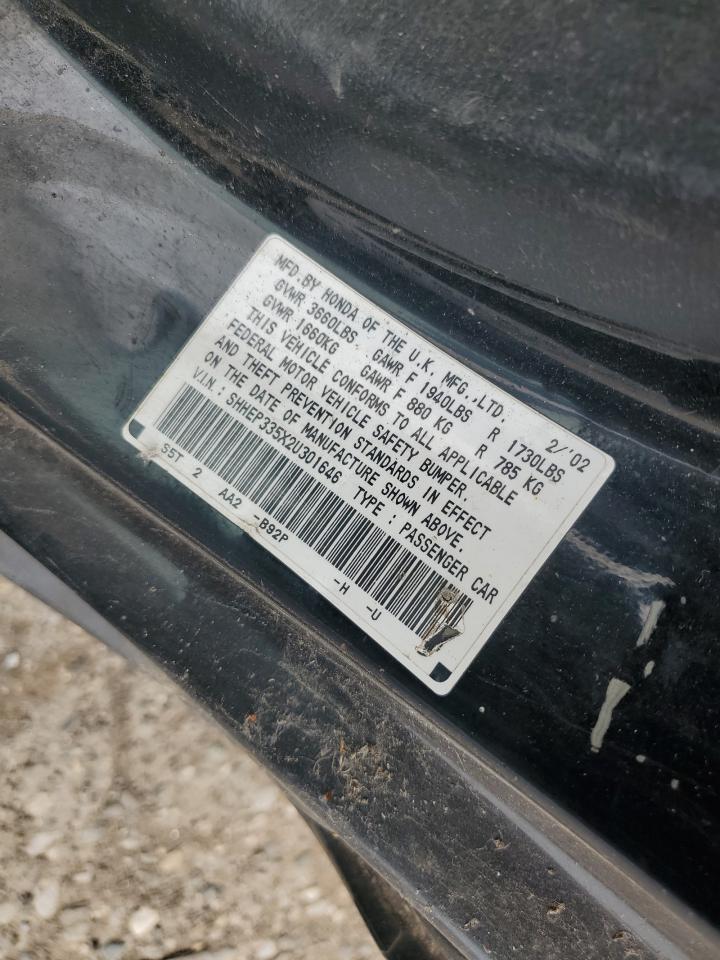 MFD. BY HONDA OF THE U.K. MFG., LTD. 2/'02
GVWR 3660LBS GAWR F 1940LBS R 1730LBS
GVWR 1660KG GAWR F 880 KG R 785 KG
THIS VEHICLE CONFORMS TO ALL APPLICABLE
FEDERAL MOTOR VEHICLE SAFETY BUMPER.
AND THEFT PREVENTION STANDARDS IN EFFECT
ON THE DATE OF MANUFACTURE SHOWN ABOVE.
V.I.N.: SHHEP335X2U301646 TYPE : PASSENGER CAR
S5T 2 AA2 -B92P -H -U